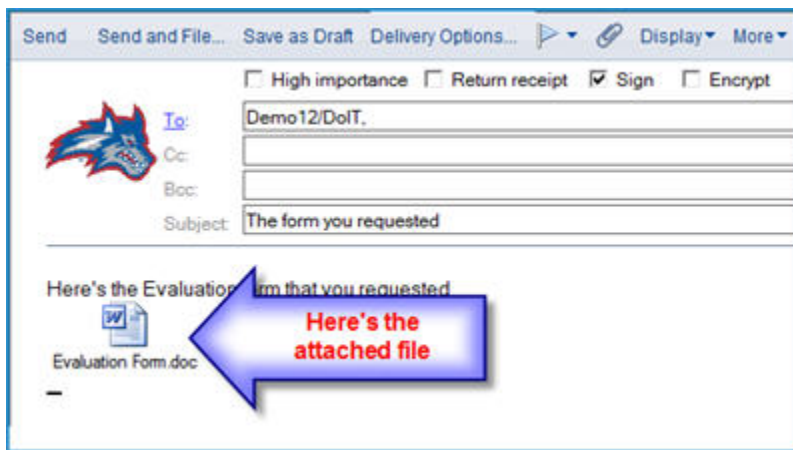 Send Send and File... Save as Draft Delivery Options... Display More
High importance Return receipt Sign Encrypt
To: Demo12/DoIT,
Cc:
Bcc:
Subject: The form you requested
Here's the Evaluation rm that you requested
Here's the
attached file
Evaluation Form.doc